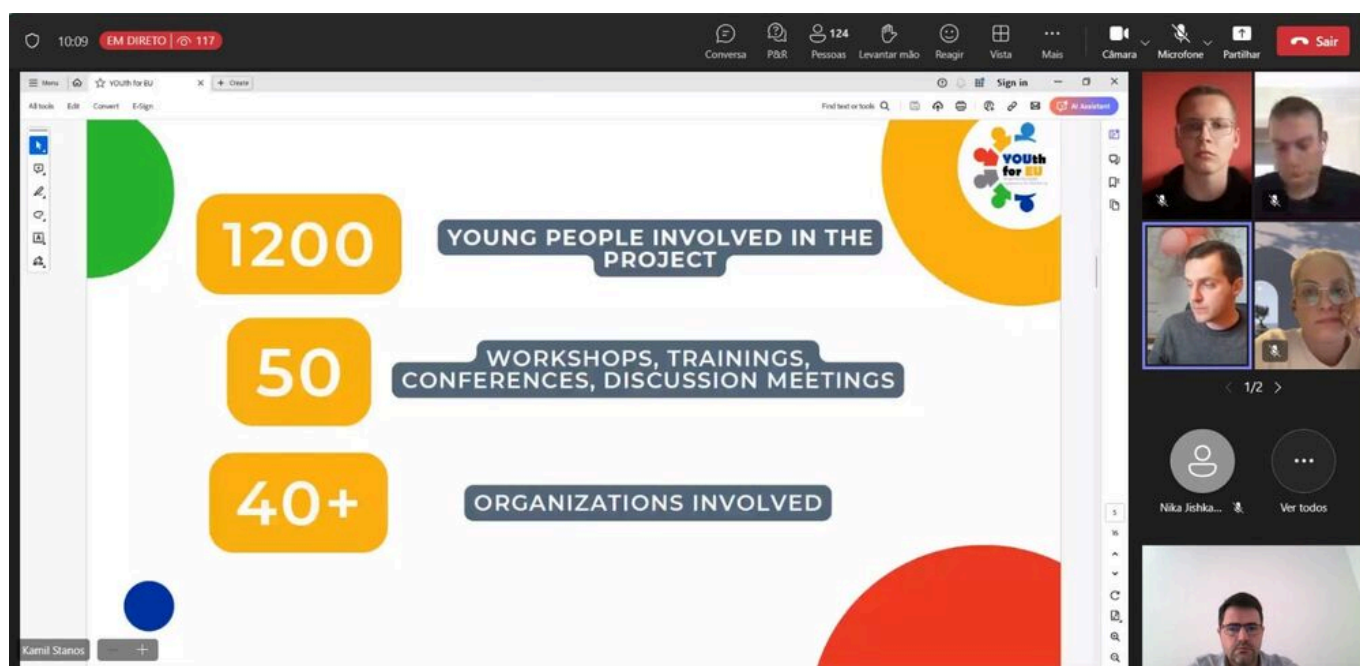 10:09 EM DIRETO 117
124
Conversa P&R Pessoas Levantar mão Reagir Vista Mais Câmara Microfone Partilhar Sair
Menu YOUth for EU + Create Sign in
All tools Edit Convert E-Sign Find text or tools AI Assistant
YOUth
for EU
1200
YOUNG PEOPLE INVOLVED IN THE
PROJECT
50
WORKSHOPS, TRAININGS,
CONFERENCES, DISCUSSION MEETINGS
40+
ORGANIZATIONS INVOLVED
1/2
Nika Jishka... Ver todos
5
16
Kamil Stanos